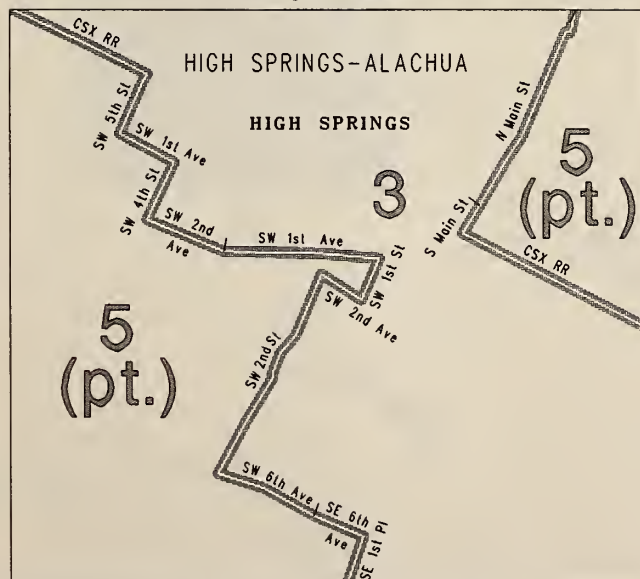 CSX RR
HIGH SPRINGS-ALACHUA
HIGH SPRINGS
SW 5th St
SW 1st Ave
N Main St
5
(pt.)
3
SW 4th St
SW 2nd
Ave
SW 1st Ave
S Main St
CSX RR
SW 1st St
SW 2nd Ave
5
(pt.)
SW 2nd St
SW 6th Ave
SE 6th
Ave
SE 1st Pl